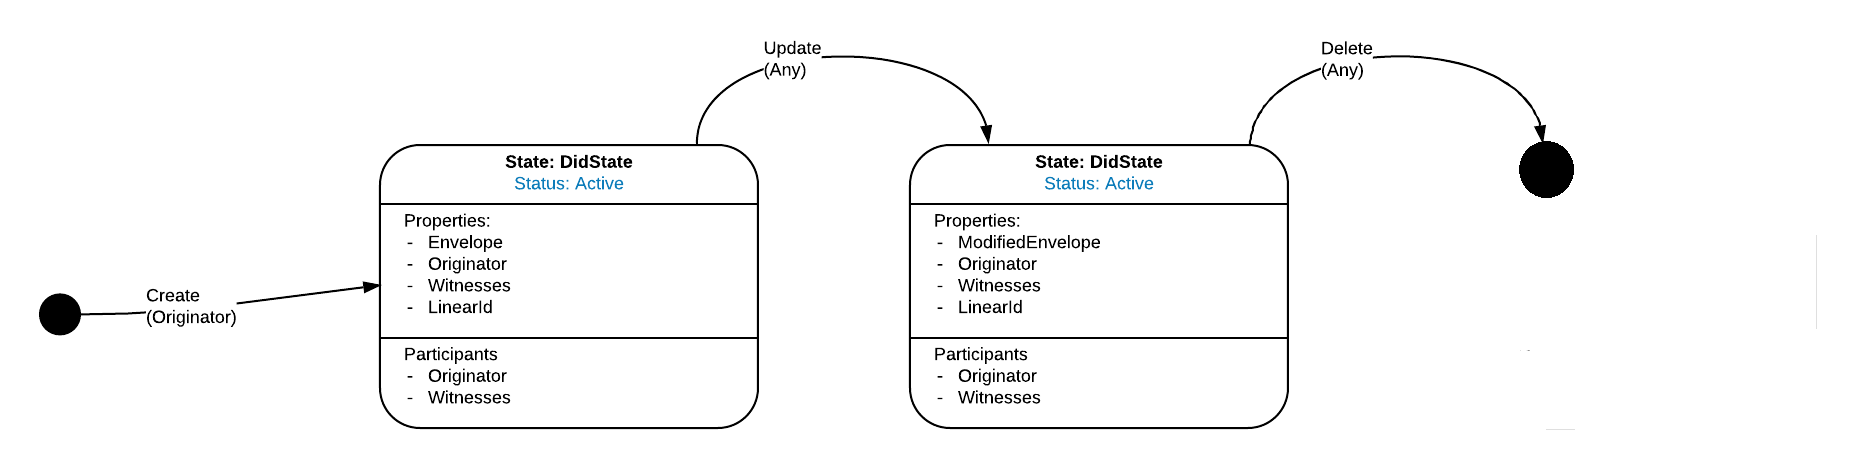 Create
(Originator)
State: DidState
Status: Active
Properties:
- Envelope
- Originator
- Witnesses
- LinearId
Participants
- Originator
- Witnesses
Update
(Any)
State: DidState
Status: Active
Properties:
- ModifiedEnvelope
- Originator
- Witnesses
- LinearId
Participants
- Originator
- Witnesses
Delete
(Any)